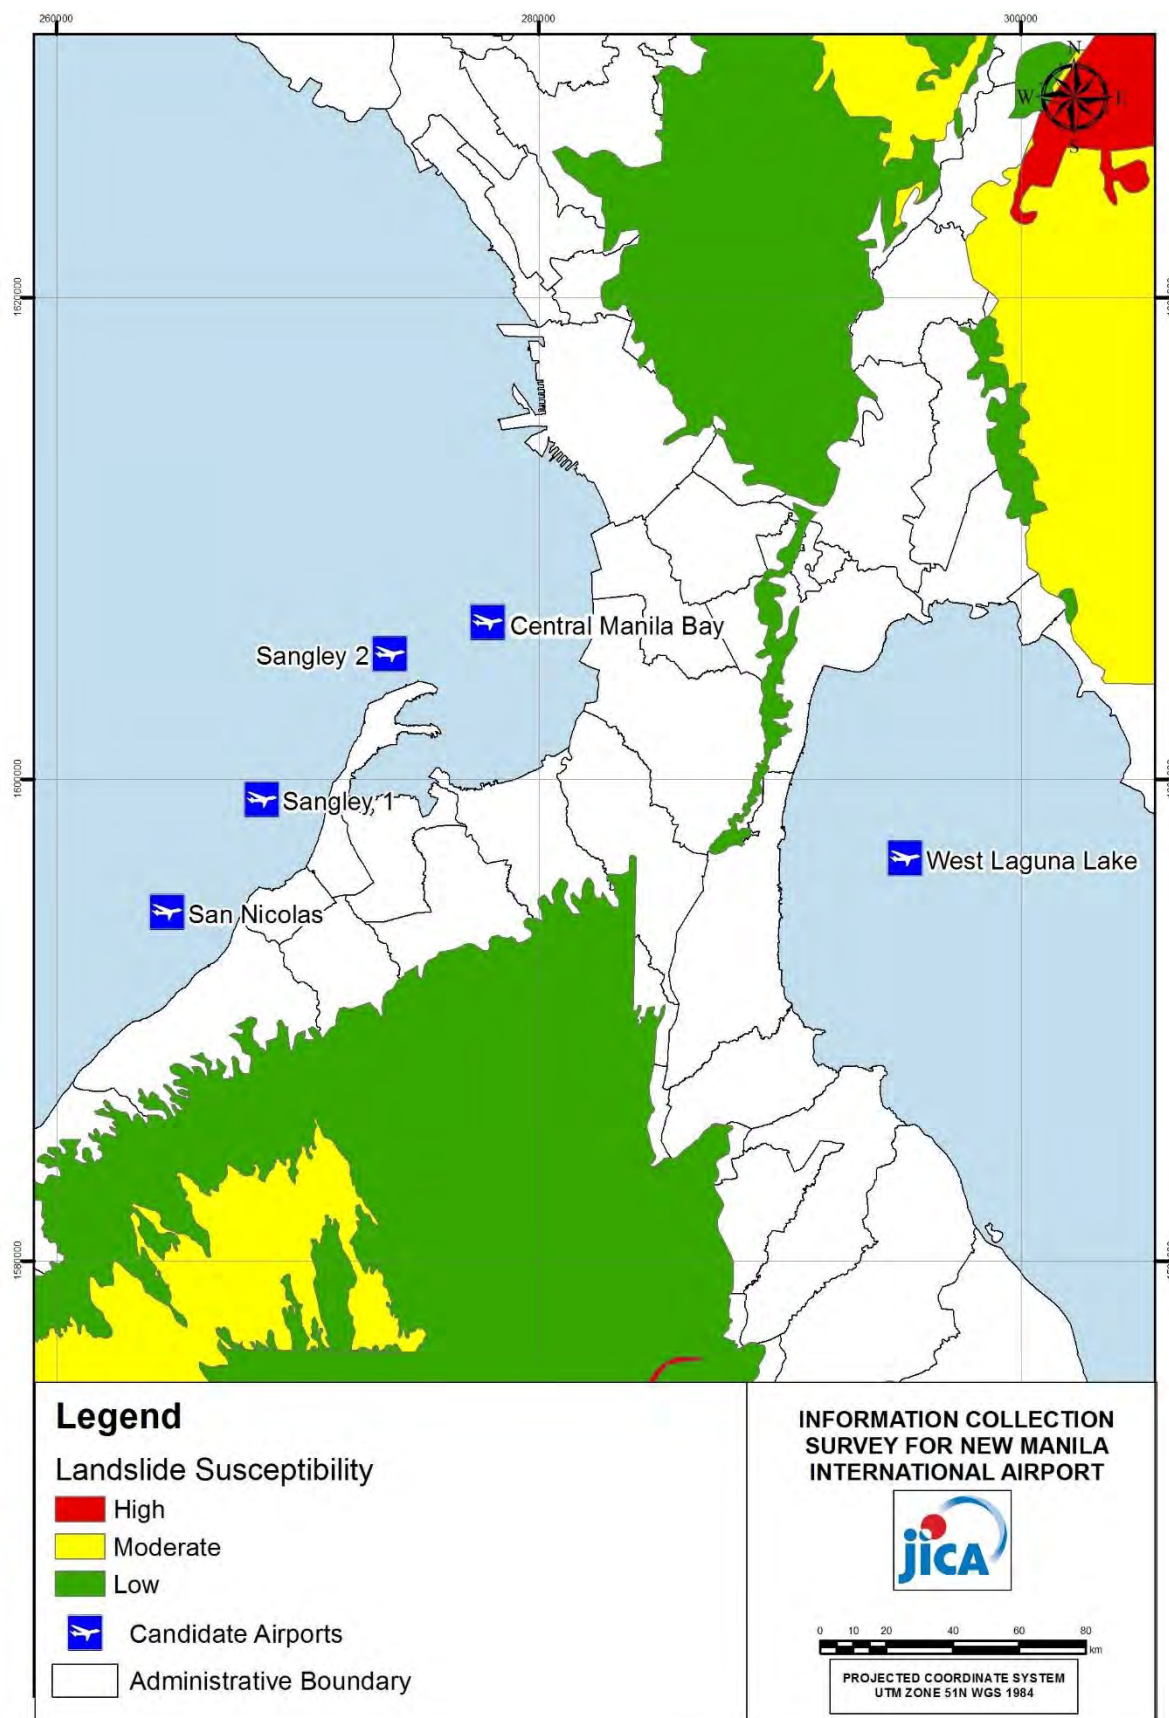 260000
280000
300000
N
W
E
S
1620000
Central Manila Bay
Sangley 2
1600000
Sangley 1
West Laguna Lake
San Nicolas
1580000
Legend
Landslide Susceptibility
High
Moderate
Low
Candidate Airports
Administrative Boundary
INFORMATION COLLECTION
SURVEY FOR NEW MANILA
INTERNATIONAL AIRPORT
jICA
0 10 20 40 60 80
km
PROJECTED COORDINATE SYSTEM
UTM ZONE 51N WGS 1984